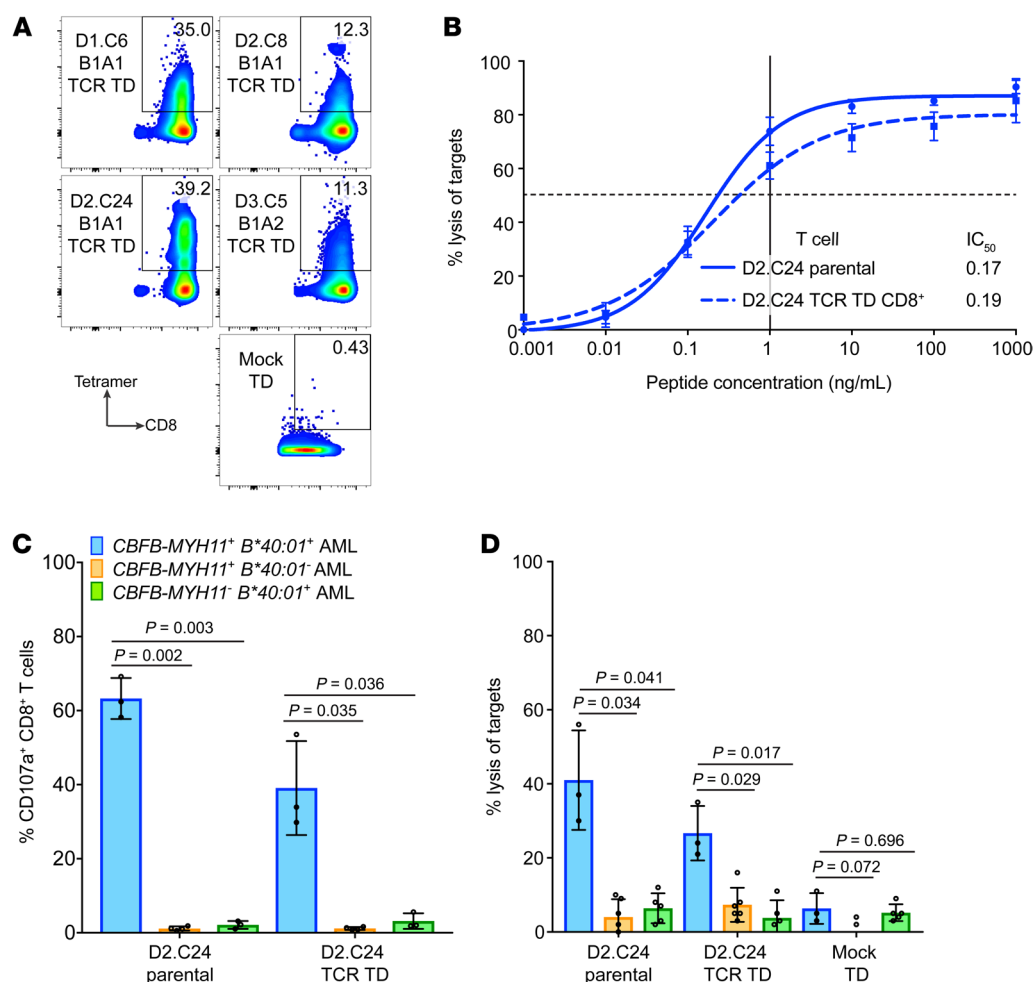 A
D1.C6
B1A1
TCR TD
35.0
D2.C8
B1A1
TCR TD
12.3
D2.C24
B1A1
TCR TD
39.2
D3.C5
B1A2
TCR TD
11.3
Mock
TD
0.43
Tetramer
CD8
B
% lysis of targets
100
80
60
40
20
0
0.001 0.01 0.1 1 10 100 1000
Peptide concentration (ng/mL)
T cell IC50
D2.C24 parental 0.17
D2.C24 TCR TD CD8+ 0.19
C
CBFB-MYH11+ B*40:01+ AML
CBFB-MYH11+ B*40:01- AML
CBFB-MYH11- B*40:01+ AML
% CD107a+ CD8+ T cells
100
80
60
40
20
0
P = 0.003
P = 0.002
P = 0.036
P = 0.035
D2.C24
parental
D2.C24
TCR TD
D
% lysis of targets
100
80
60
40
20
0
P = 0.041
P = 0.034
P = 0.017
P = 0.029
P = 0.696
P = 0.072
D2.C24
parental
D2.C24
TCR TD
Mock
TD